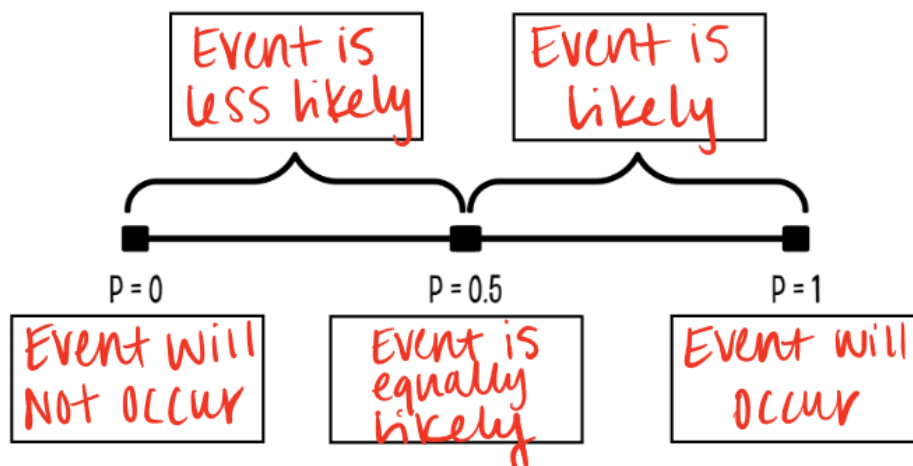 Event is
less likely
Event is
likely
P = 0
P = 0.5
P = 1
Event will
Not occur
Event is
equally
likely
Event will
occur